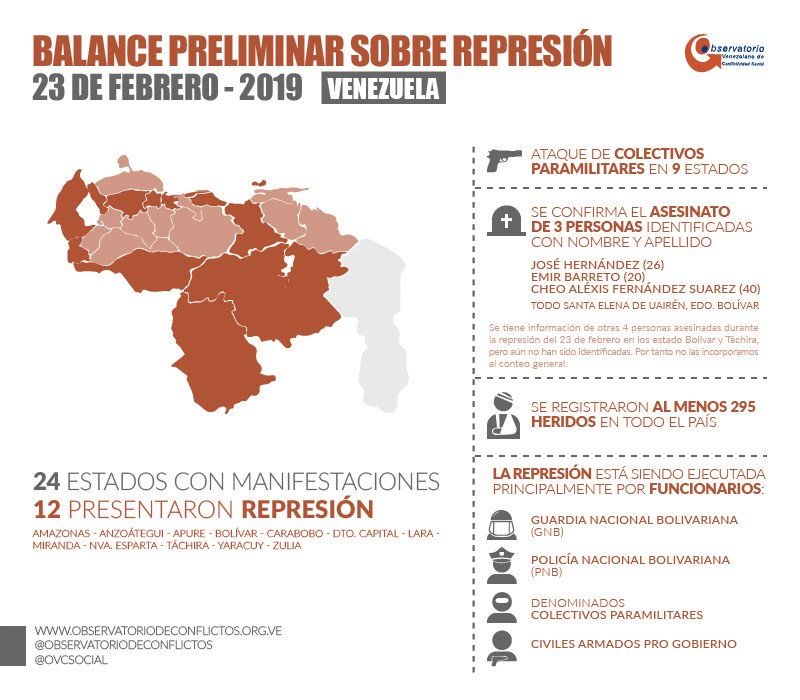 BALANCE PRELIMINAR SOBRE REPRESIÓN
23 DE FEBRERO - 2019 VENEZUELA
Observatorio
Venezolano de
Conflictividad Social
ATAQUE DE COLECTIVOS
PARAMILITARES EN 9 ESTADOS
SE CONFIRMA EL ASESINATO
DE 3 PERSONAS IDENTIFICADAS
CON NOMBRE Y APELLIDO
JOSÉ HERNÁNDEZ (26)
EMIR BARRETO (20)
CHEO ALÉXIS FERNÁNDEZ SUAREZ (40)
TODO SANTA ELENA DE UAIRÉN, EDO. BOLÍVAR
Se tiene información de otras 4 personas asesinadas durante
la represión del 23 de febrero en los estado Bolívar y Táchira,
pero aún no han sido identificadas. Por tanto no las incorporamos
al conteo general.
SE REGISTRARON AL MENOS 295
HERIDOS EN TODO EL PAÍS
LA REPRESIÓN ESTÁ SIENDO EJECUTADA
PRINCIPALMENTE POR FUNCIONARIOS:
GUARDIA NACIONAL BOLIVARIANA
(GNB)
POLICÍA NACIONAL BOLIVARIANA
(PNB)
DENOMINADOS
COLECTIVOS PARAMILITARES
CIVILES ARMADOS PRO GOBIERNO
24 ESTADOS CON MANIFESTACIONES
12 PRESENTARON REPRESIÓN
AMAZONAS - ANZOÁTEGUI - APURE - BOLÍVAR - CARABOBO - DTO. CAPITAL - LARA -
MIRANDA - NVA. ESPARTA - TÁCHIRA - YARACUY - ZULIA
WWW.OBSERVATORIODECONFLICTOS.ORG.VE
@OBSERVATORIODECONFLICTOS
@OVCSOCIAL